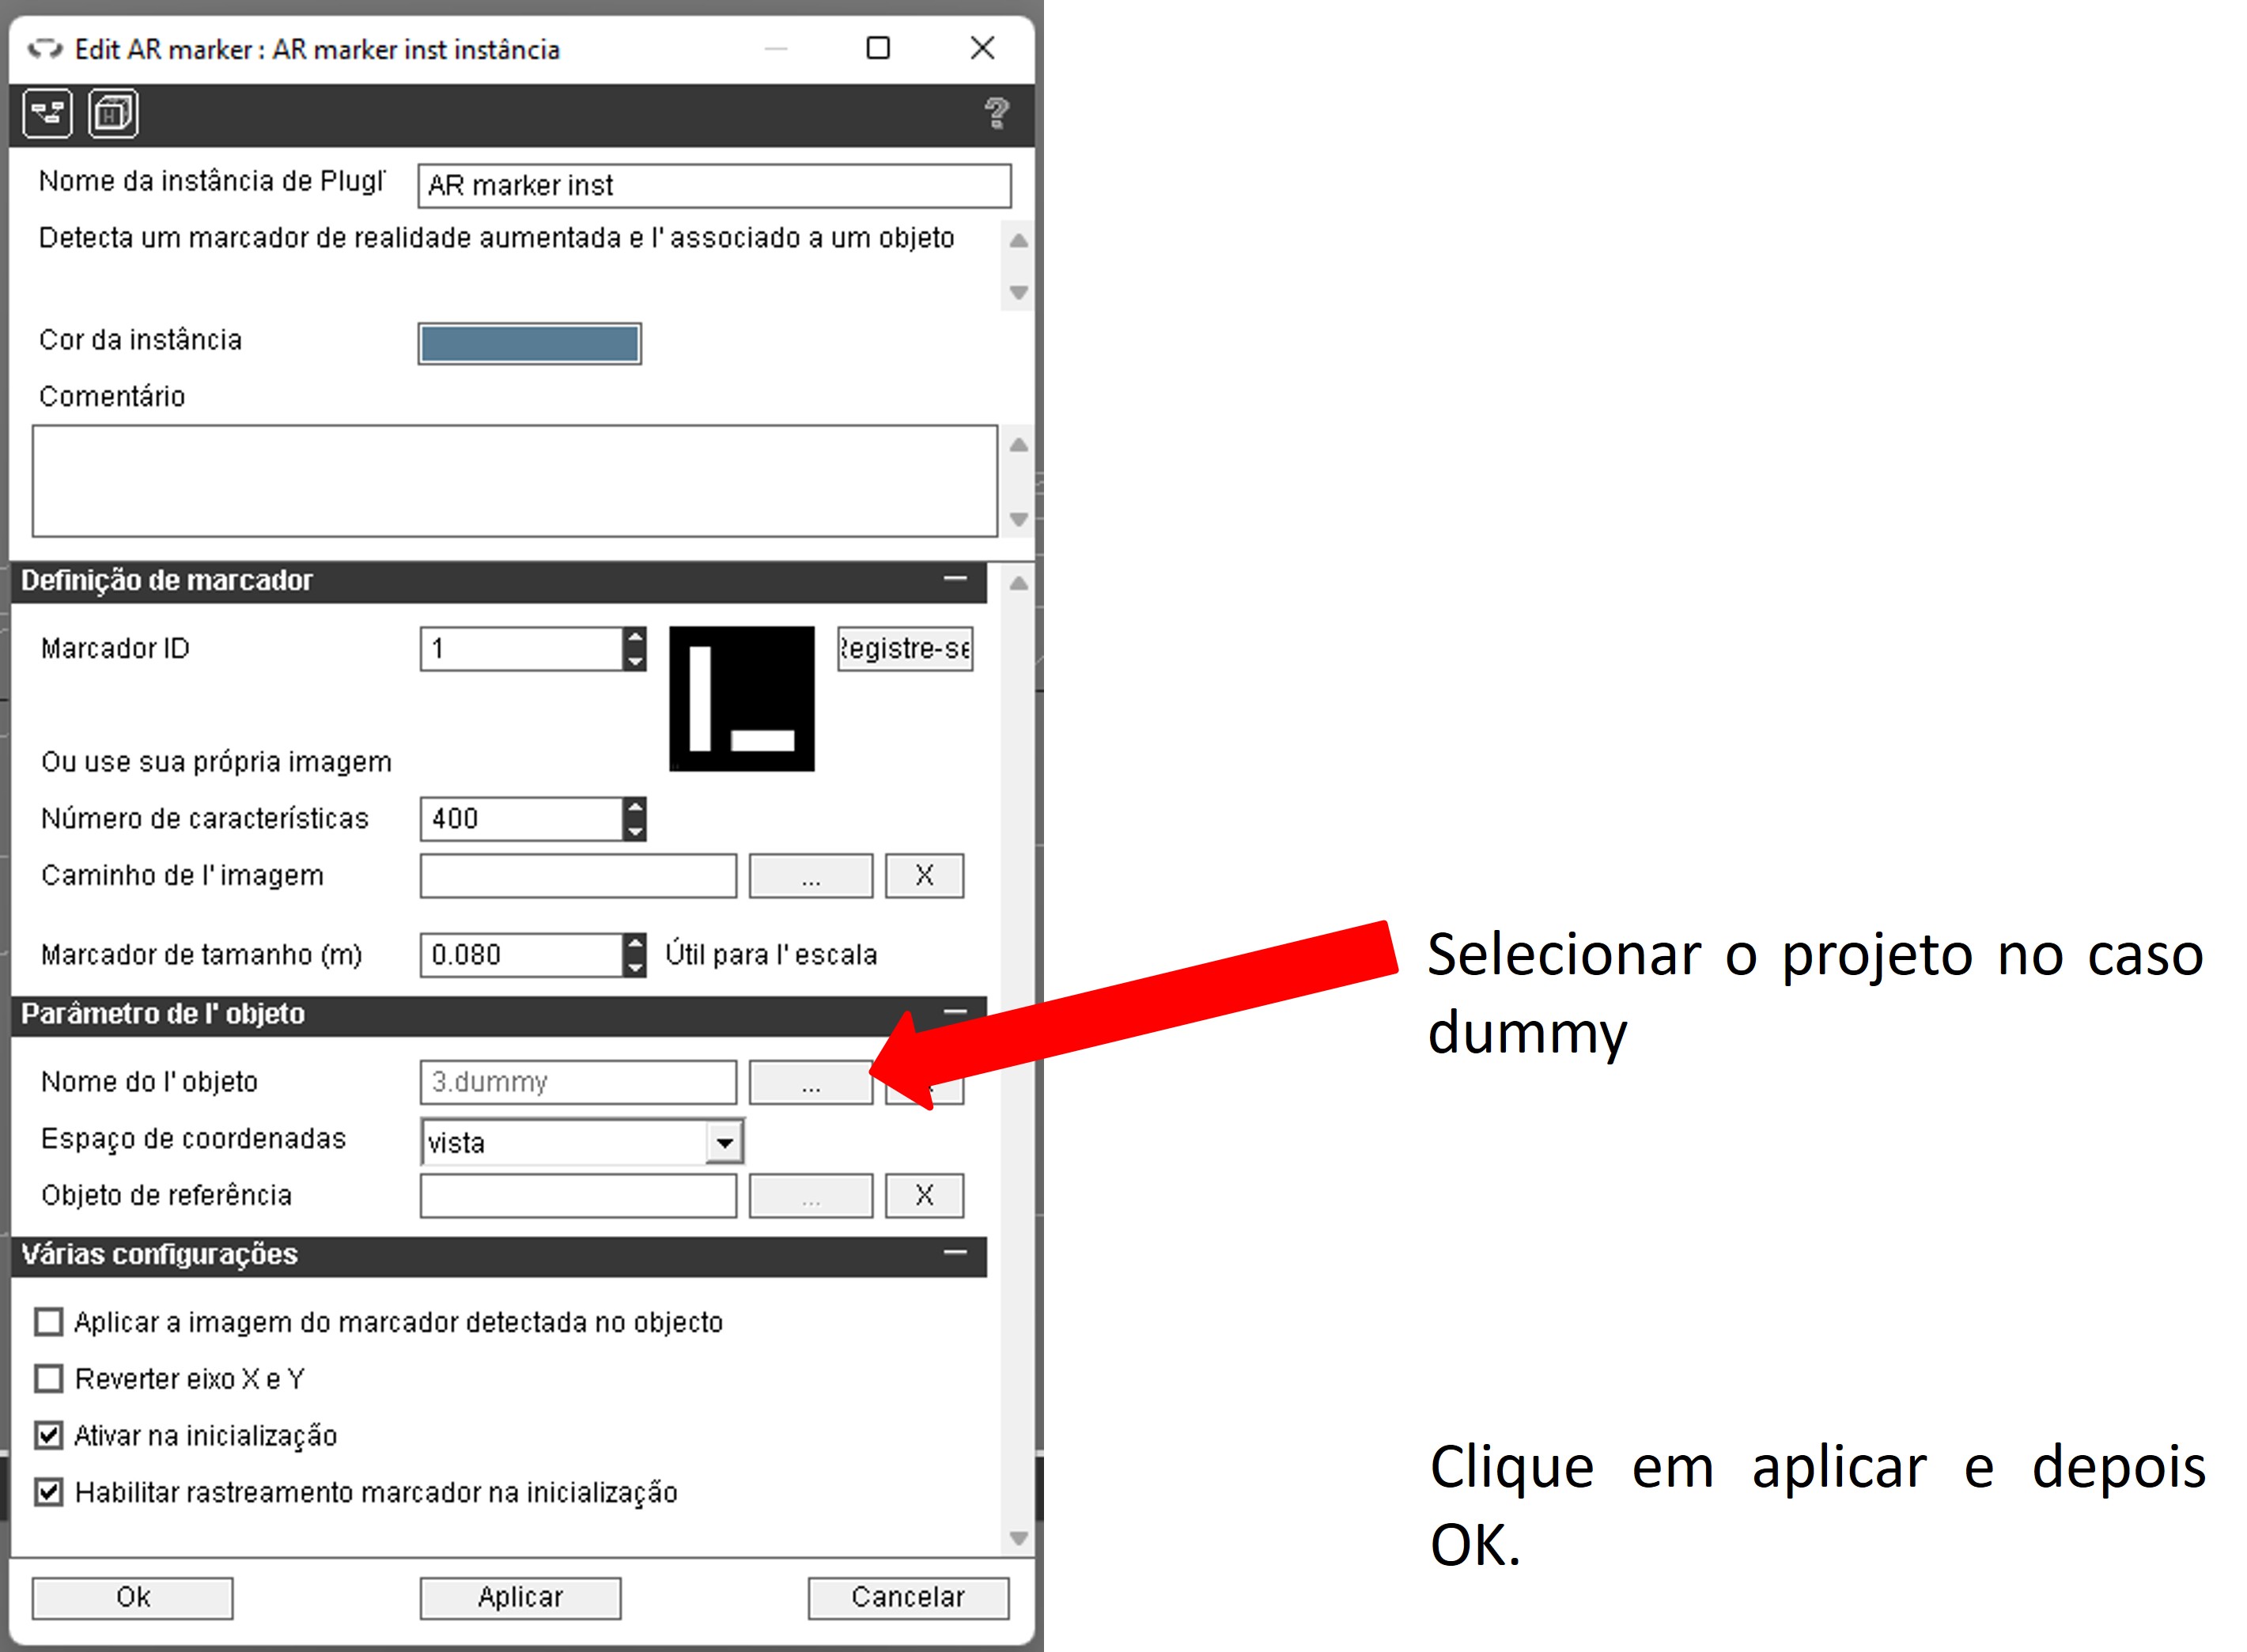 Edit AR marker : AR marker inst instância
?
Nome da instância de PlugI
AR marker inst
Detecta um marcador de realidade aumentada e l' associado a um objeto
Cor da instância
Comentário
Definição de marcador
Marcador ID
1
Registre-se
Ou use sua própria imagem
Número de características
400
Caminho de l' imagem
...
X
Marcador de tamanho (m)
0.080
Útil para l' escala
Parâmetro de l' objeto
Nome do l' objeto
3.dummy
...
Espaço de coordenadas
vista
Objeto de referência
...
X
Várias configurações
Aplicar a imagem do marcador detectada no objecto
Reverter eixo X e Y
Ativar na inicialização
Habilitar rastreamento marcador na inicialização
Ok
Aplicar
Cancelar
Selecionar o projeto no caso
dummy
Clique em aplicar e depois
OK.